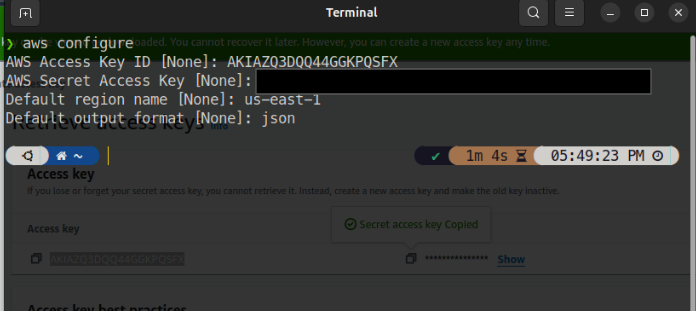 Terminal
❯ aws configure
loaded. You cannot recover it later. However, you can create a new access key any time.
AWS Access Key ID [None]: AKIAZQ3DQQ44GGKPQSFX
AWS Secret Access Key [None]:
Default region name [None]: us-east-1
Default output format [None]: json
Retrieve access keys
~
✔ 1m 4s 05:49:23 PM
Access key
If you lose or forget your secret access key, you cannot retrieve it. Instead, create a new access key and make the old key inactive.
Access key
Secret access key Copied
AKIAZQ3DQQ44GGKPQSFX
*************** Show
Access key best practices